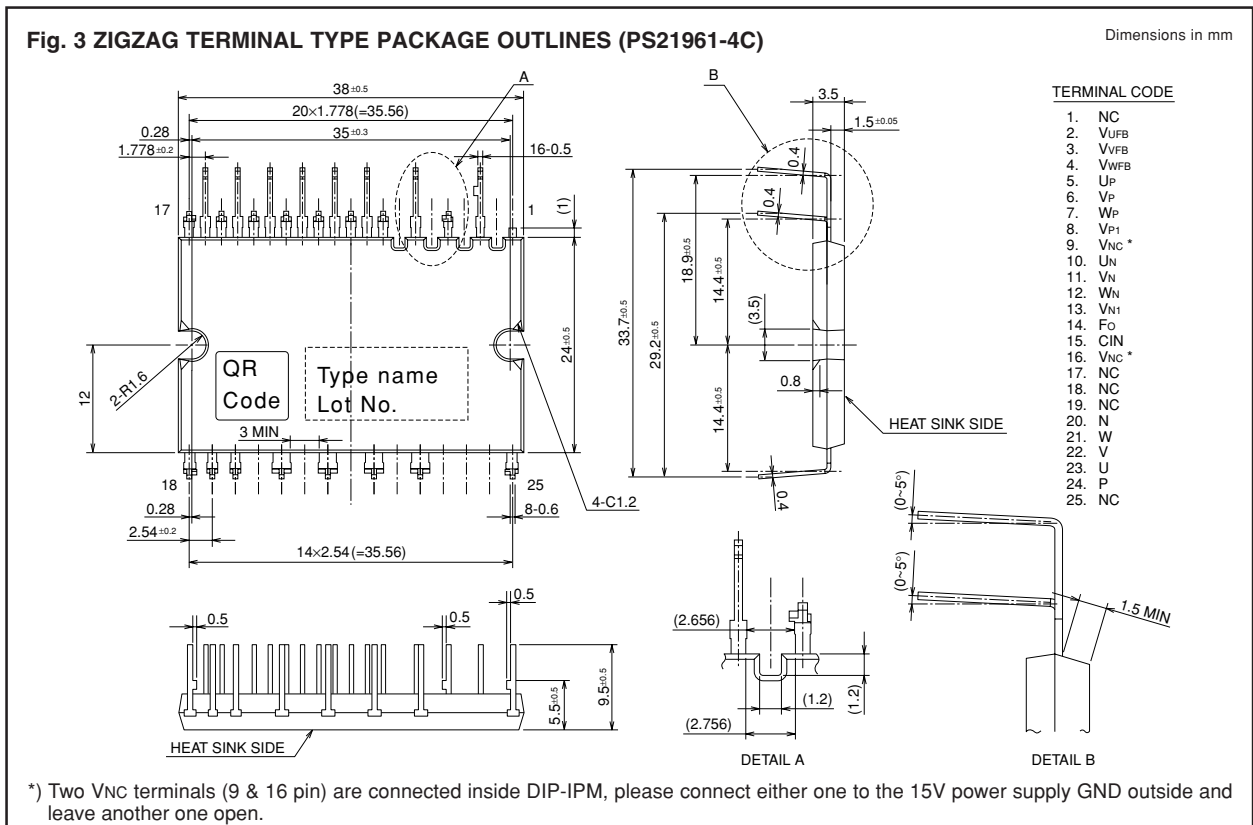 Fig. 3 ZIGZAG TERMINAL TYPE PACKAGE OUTLINES (PS21961-4C)
Dimensions in mm
A
38±0.5
20×1.778(=35.56)
0.28
35±0.3
1.778±0.2
16-0.5
17
1
(1)
QR
Code
Type name
Lot No.
12
2-R1.6
24±0.5
3 MIN
18
25
0.28
2.54±0.2
8-0.6
4-C1.2
14×2.54(=35.56)
B
3.5
1.5±0.05
0.4
0.4
33.7±0.5
29.2±0.5
18.9±0.5
14.4±0.5
(3.5)
14.4±0.5
0.8
HEAT SINK SIDE
0.4
TERMINAL CODE
1. NC
2. VUFB
3. VVFB
4. VWFB
5. UP
6. VP
7. WP
8. VP1
9. VNC *
10. UN
11. VN
12. WN
13. VN1
14. FO
15. CIN
16. VNC *
17. NC
18. NC
19. NC
20. N
21. W
22. V
23. U
24. P
25. NC
0.5
0.5
0.5
5.5±0.5
9.5±0.5
HEAT SINK SIDE
(2.656)
(1.2)
(1.2)
(2.756)
DETAIL A
(0~5°)
(0~5°)
1.5 MIN
DETAIL B
*) Two VNC terminals (9 & 16 pin) are connected inside DIP-IPM, please connect either one to the 15V power supply GND outside and
leave another one open.